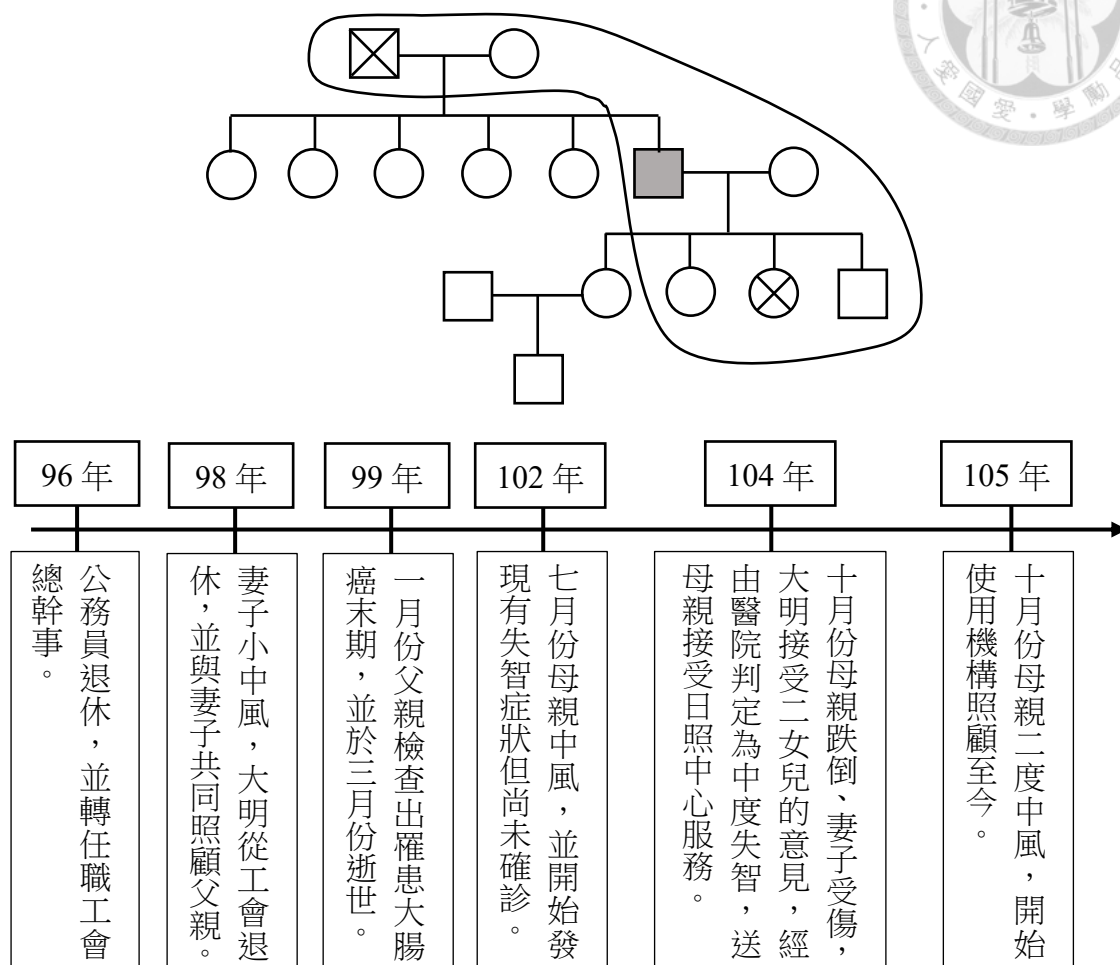 人愛國愛·學勵
96 年
98 年
99 年
102 年
104 年
105 年
公務員退休，並轉任職工會
總幹事。
妻子小中風，大明從工會退
休，並與妻子共同照顧父親。
一月份父親檢查出罹患大腸
癌末期，並於三月份逝世。
七月份母親中風，並開始發
現有失智症狀但尚未確診。
十月份母親跌倒、妻子受傷，
大明接受二女兒的意見，經
由醫院判定為中度失智，送
母親接受日照中心服務。
十月份母親二度中風，開始
使用機構照顧至今。